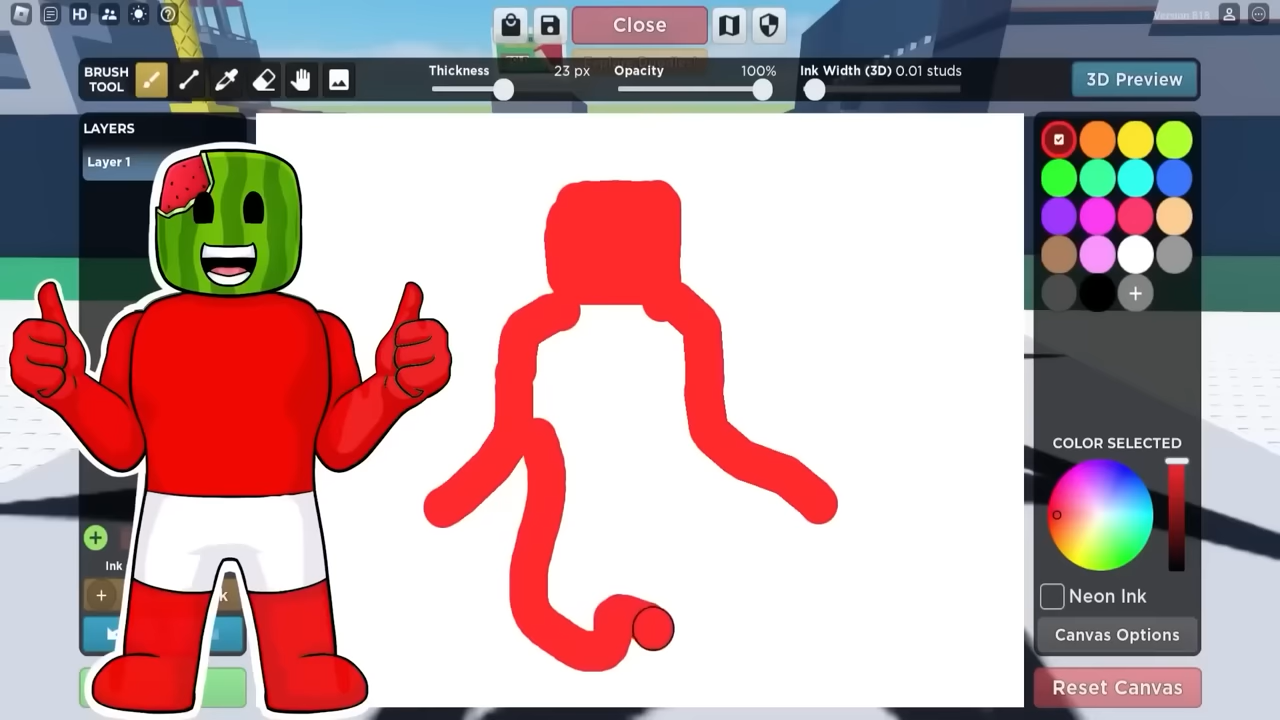 HD
Close
BRUSH
TOOL
Thickness
23 px
Opacity
100%
Ink Width (3D) 0.01 studs
3D Preview
LAYERS
Layer 1
Ink
COLOR SELECTED
Neon Ink
Canvas Options
Reset Canvas